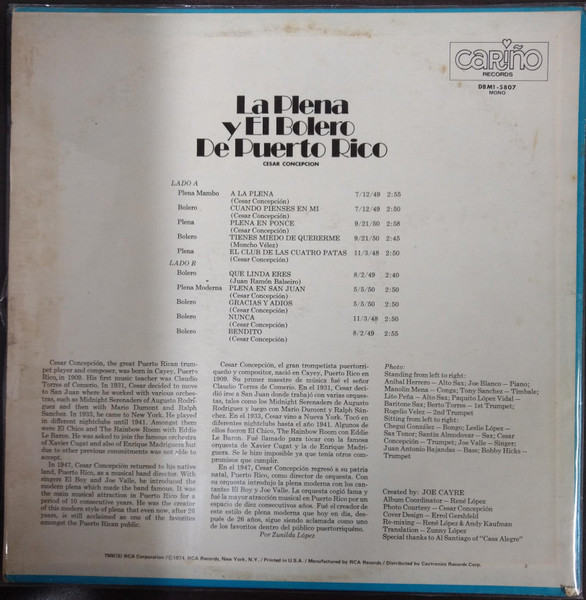 CARIÑO
RECORDS
DBM1-5807
MONO
La Plena
y El Bolero
De Puerto Rico
CESAR CONCEPCION
LADO A
Plena Mambo A LA PLENA 7/12/49 2:55
(Cesar Concepción)
Bolero CUANDO PIENSES EN MI 7/12/49 2:50
(Cesar Concepción)
Plena PLENA EN PONCE 9/21/50 2:58
(Cesar Concepción)
Bolero TIENES MIEDO DE QUERERME 9/21/50 2:45
(Moncho Vélez)
Plena EL CLUB DE LAS CUATRO PATAS 11/3/48 2:50
(Cesar Concepción)
LADO B
Bolero QUE LINDA ERES 8/2/49 2:40
(Juan Ramón Balseiro)
Plena Moderna PLENA EN SAN JUAN 5/5/50 2:50
(Cesar Concepción)
Bolero GRACIAS Y ADIOS 5/5/50 2:50
(Cesar Concepción)
Bolero NUNCA 11/3/48 2:50
(Cesar Concepción)
Bolero BENDITO 8/2/49 2:55
(Cesar Concepción)
Cesar Concepción, the great Puerto Rican trum-
pet player and composer, was born in Cayey, Puerto
Rico, in 1909. His first music teacher was Claudio
Torres of Comerio. In 1931, Cesar decided to move
to San Juan where he worked with various orches-
tras, such as Midnight Serenaders of Augusto Rodrí-
guez and then with Mario Dumont and Ralph
Sanchez. In 1933, he came to New York. He played
in different nightclubs until 1941. Amongst them
were El Chico and The Rainbow Room with Eddie
Le Baron. He was asked to join the famous orchestra
of Xavier Cugat and also of Enrique Madriguera but
due to other previous commitments was not able to
accept.
In 1947, Cesar Concepción returned to his native
land, Puerto Rico, as a musical band director. With
singers El Boy and Joe Valle, he introduced the
modern plena which made the band famous. It was
the main musical attraction in Puerto Rico for a
period of 10 consecutive years. He was the creator
of this modern style of plena that even now, after 26
years, is still acclaimed as one of the favorites
amongst the Puerto Rican public.
Cesar Concepción, el gran trompetista puertorri-
queño y compositor, nació en Cayey, Puerto Rico en
1909. Su primer maestro de música fué el señor
Claudio Torres de Comerio. En el 1931, Cesar deci-
dió irse a San Juan donde trabajó con varias orques-
tas, tales como los Midnight Serenaders de Augusto
Rodríguez y luego con Mario Dumont y Ralph Sán-
chez. En el 1933, Cesar vino a Nueva York. Tocó en
diferentes nightclubs hasta el año 1941. Algunos de
ellos fueron El Chico, The Rainbow Room con Eddie
Le Baron. Fué llamado para tocar con la famosa
orquesta de Xavier Cugat y la de Enrique Madri-
guera. Se le hizo imposible ya que tenía otros com-
promisos que cumplir.
En el 1947, Cesar Concepción regresó a su patria
natal, Puerto Rico, como director de orquesta. Con
su orquesta introdujo la plena moderna con los can-
tantes El Boy y Joe Valle. La orquesta cogió fama y
fué la mayor atracción musical en Puerto Rico por un
espacio de diez consecutivos años. Fué el creador de
este estilo de plena moderna que hoy en día, des-
pués de 26 años, sigue siendo aclamada como uno
de los favoritos dentro del público puertorriqueño.
Por Zunilda López
Photo:
Standing from left to right:
Aníbal Herrero – Alto Sax; Joe Blanco – Piano;
Manolin Mena – Conga; Tony Sanchez – Timbale;
Lito Peña – Alto Sax; Paquito López Vidal –
Baritone Sax; Berto Torres – 1st Trumpet;
Rogelio Velez – 2nd Trumpet
Sitting from left to right:
Chegui González – Bongo; Leslie López –
Sax Tenor; Santis Almodovar – Sax; Cesar
Concepción – Trumpet; Joe Valle – Singer;
Juan Antonio Bajandas – Bass; Bobby Hicks –
Trumpet
Created by: JOE CAYRE
Album Coordination – René López
Photo Courtesy – Cesar Concepción
Cover Design – Errol Gershfeld
Re-mixing – René López & Andy Kaufman
Translation – Zunny López
Special thanks to Al Santiago of "Casa Alegre"
TMK(S) RCA Corporation / © 1974, RCA Records, New York, N.Y. / Printed in U.S.A. / Manufactured by RCA Records / Distributed by Caytronics Records Corp.